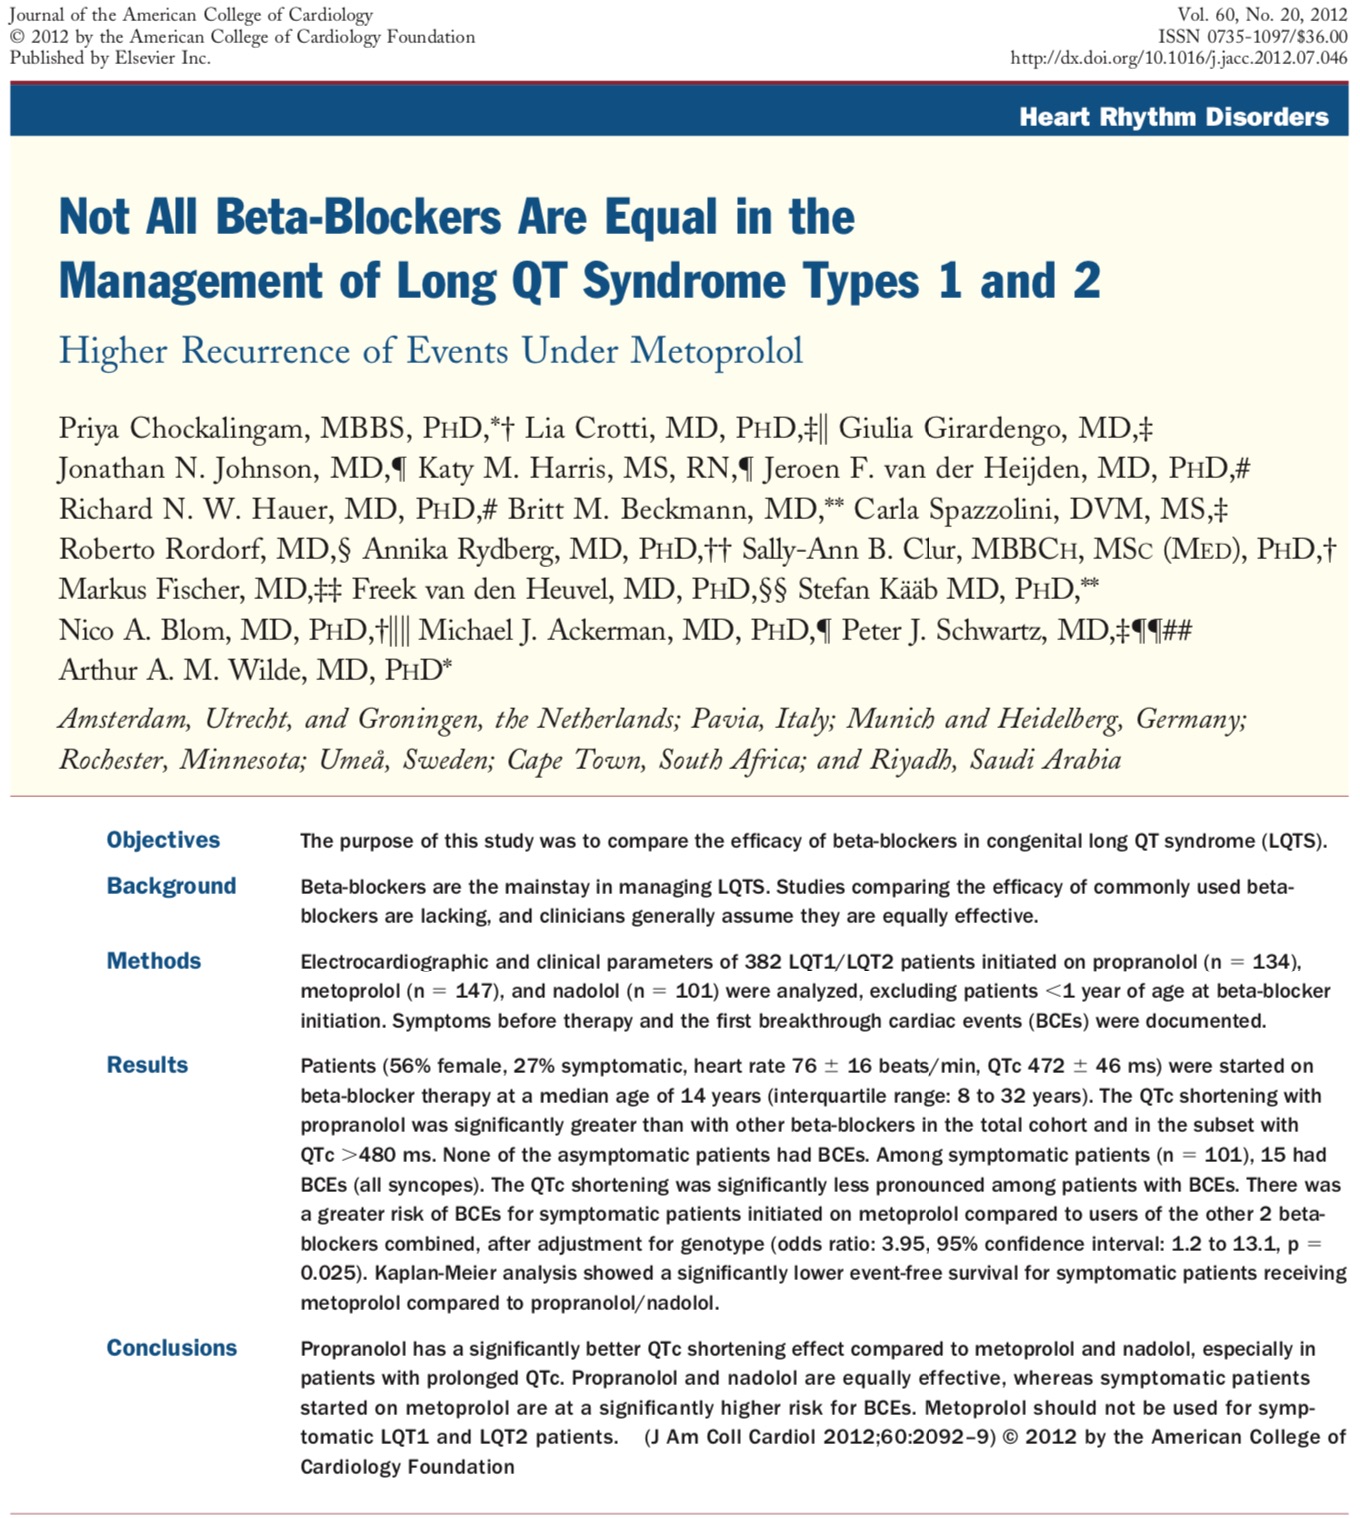 Journal of the American College of Cardiology
© 2012 by the American College of Cardiology Foundation
Published by Elsevier Inc.
Vol. 60, No. 20, 2012
ISSN 0735-1097/$36.00
http://dx.doi.org/10.1016/j.jacc.2012.07.046
Heart Rhythm Disorders
Not All Beta-Blockers Are Equal in the
Management of Long QT Syndrome Types 1 and 2
Higher Recurrence of Events Under Metoprolol
Priya Chockalingam, MBBS, PHD,*† Lia Crotti, MD, PHD,‡|| Giulia Girardengo, MD,‡
Jonathan N. Johnson, MD,¶ Katy M. Harris, MS, RN,¶ Jeroen F. van der Heijden, MD, PHD,#
Richard N. W. Hauer, MD, PHD,# Britt M. Beckmann, MD,** Carla Spazzolini, DVM, MS,‡
Roberto Rordorf, MD,§ Annika Rydberg, MD, PHD,†† Sally-Ann B. Clur, MBBCH, MSC (MED), PHD,†
Markus Fischer, MD,‡‡ Freek van den Heuvel, MD, PHD,§§ Stefan Kääb MD, PHD,**
Nico A. Blom, MD, PHD,†|||| Michael J. Ackerman, MD, PHD,¶ Peter J. Schwartz, MD,‡¶¶##
Arthur A. M. Wilde, MD, PHD*
Amsterdam, Utrecht, and Groningen, the Netherlands; Pavia, Italy; Munich and Heidelberg, Germany;
Rochester, Minnesota; Umeå, Sweden; Cape Town, South Africa; and Riyadh, Saudi Arabia
Objectives The purpose of this study was to compare the efficacy of beta-blockers in congenital long QT syndrome (LQTS).
Background Beta-blockers are the mainstay in managing LQTS. Studies comparing the efficacy of commonly used beta-
blockers are lacking, and clinicians generally assume they are equally effective.
Methods Electrocardiographic and clinical parameters of 382 LQT1/LQT2 patients initiated on propranolol (n = 134),
metoprolol (n = 147), and nadolol (n = 101) were analyzed, excluding patients <1 year of age at beta-blocker
initiation. Symptoms before therapy and the first breakthrough cardiac events (BCEs) were documented.
Results Patients (56% female, 27% symptomatic, heart rate 76 ± 16 beats/min, QTc 472 ± 46 ms) were started on
beta-blocker therapy at a median age of 14 years (interquartile range: 8 to 32 years). The QTc shortening with
propranolol was significantly greater than with other beta-blockers in the total cohort and in the subset with
QTc >480 ms. None of the asymptomatic patients had BCEs. Among symptomatic patients (n = 101), 15 had
BCEs (all syncopes). The QTc shortening was significantly less pronounced among patients with BCEs. There was
a greater risk of BCEs for symptomatic patients initiated on metoprolol compared to users of the other 2 beta-
blockers combined, after adjustment for genotype (odds ratio: 3.95, 95% confidence interval: 1.2 to 13.1, p =
0.025). Kaplan-Meier analysis showed a significantly lower event-free survival for symptomatic patients receiving
metoprolol compared to propranolol/nadolol.
Conclusions Propranolol has a significantly better QTc shortening effect compared to metoprolol and nadolol, especially in
patients with prolonged QTc. Propranolol and nadolol are equally effective, whereas symptomatic patients
started on metoprolol are at a significantly higher risk for BCEs. Metoprolol should not be used for symp-
tomatic LQT1 and LQT2 patients. (J Am Coll Cardiol 2012;60:2092–9) © 2012 by the American College of
Cardiology Foundation